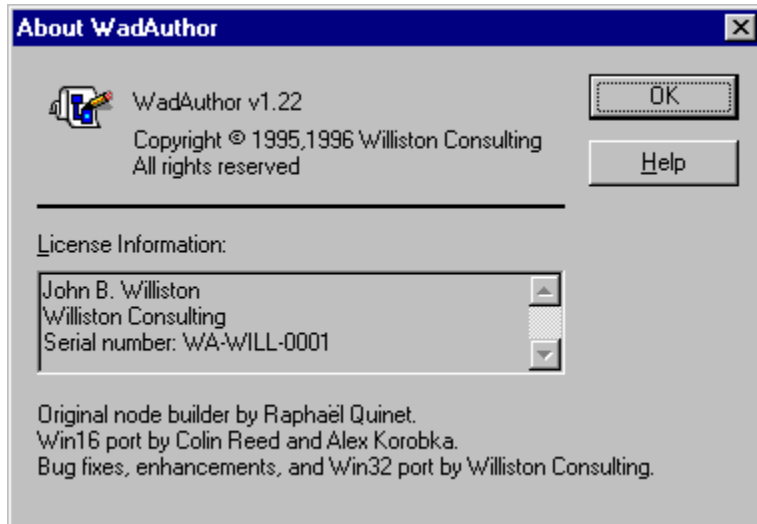 About WadAuthor
WadAuthor v1.22
OK
Copyright © 1995,1996 Williston Consulting
All rights reserved
Help
License Information:
John B. Williston
Williston Consulting
Serial number: WA-WILL-0001
Original node builder by Raphaël Quinet.
Win16 port by Colin Reed and Alex Korobka.
Bug fixes, enhancements, and Win32 port by Williston Consulting.